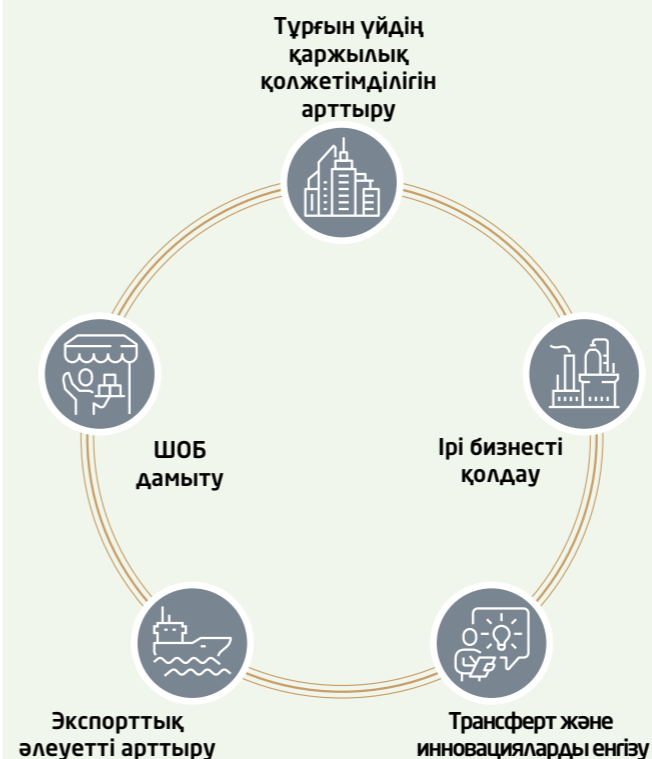 Тұрғын үйдің
қаржылық
қолжетімділігін
арттыру
ШОБ
дамыту
Ірі бизнесті
қолдау
Экспорттық
әлеуетті арттыру
Трансферт және
инновацияларды енгізу